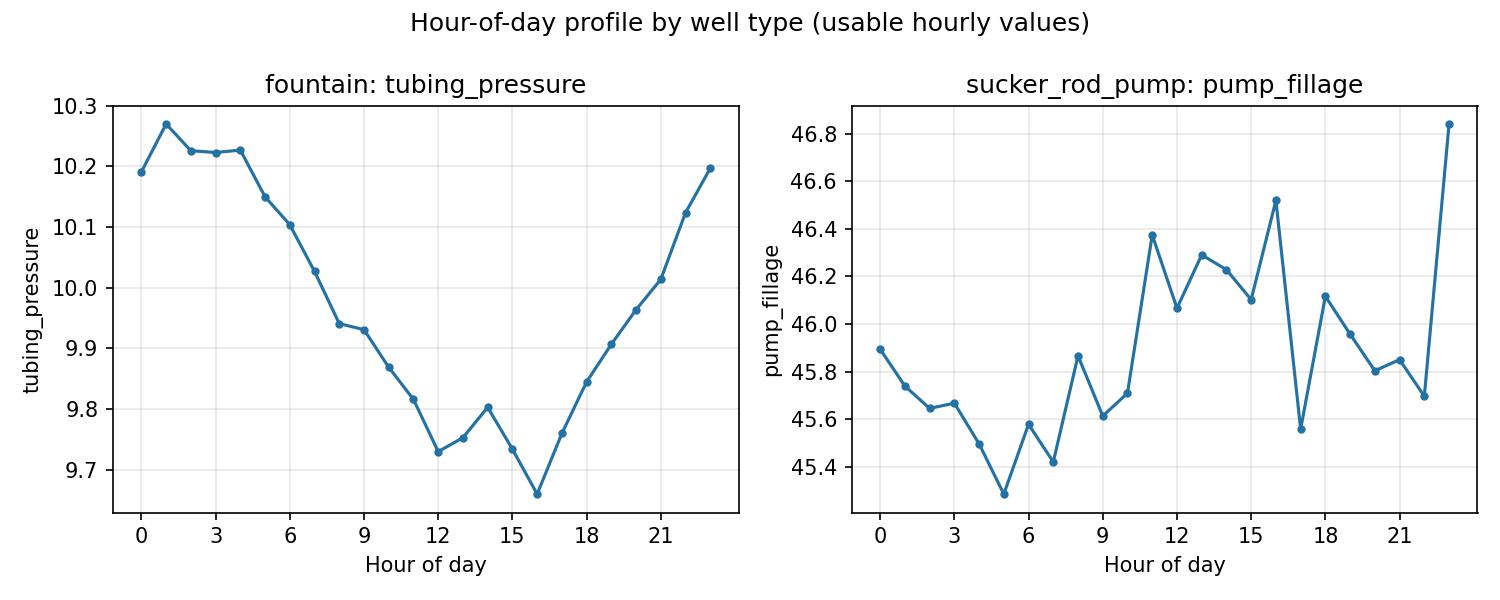 Hour-of-day profile by well type (usable hourly values)
fountain: tubing_pressure
tubing_pressure
10.3
10.2
10.1
10.0
9.9
9.8
9.7
0 3 6 9 12 15 18 21
Hour of day
sucker_rod_pump: pump_fillage
pump_fillage
46.8
46.6
46.4
46.2
46.0
45.8
45.6
45.4
0 3 6 9 12 15 18 21
Hour of day